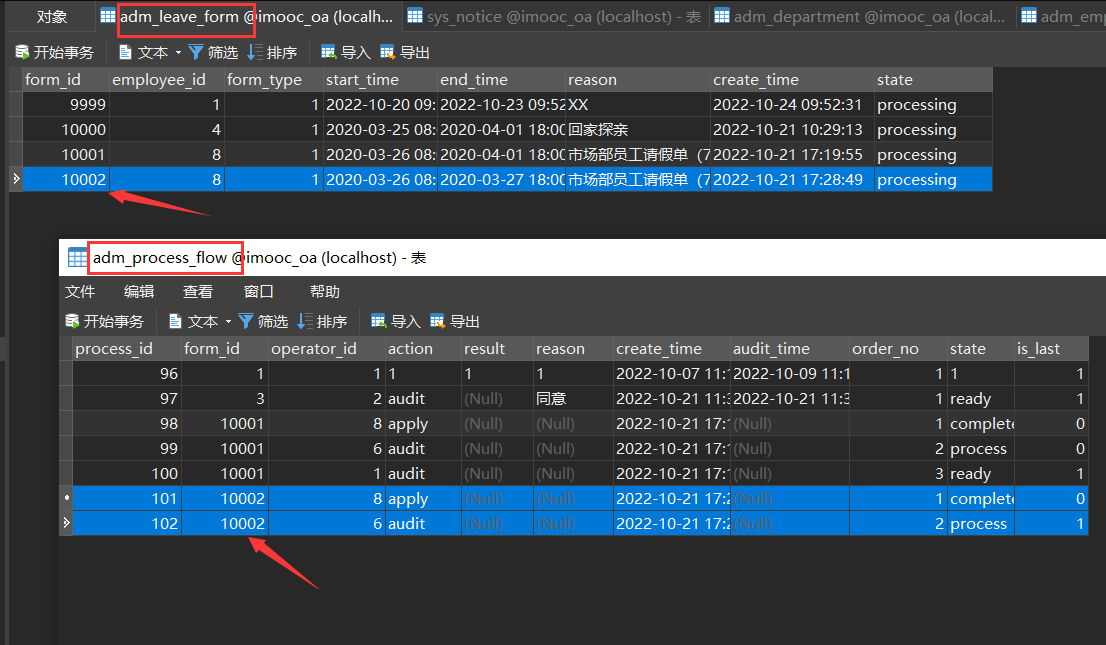 对象 adm_leave_form @imooc_oa (localh... sys_notice @imooc_oa (localhost) - 表 adm_department @imooc_oa (local... adm_emp
开始事务 文本 筛选 排序 导入 导出
form_id employee_id form_type start_time end_time reason create_time state
9999 1 1 2022-10-20 09: 2022-10-23 09:52 XX 2022-10-24 09:52:31 processing
10000 4 1 2020-03-25 08: 2020-04-01 18:00 回家探亲 2022-10-21 10:29:13 processing
10001 8 1 2020-03-26 08: 2020-04-01 18:00 市场部员工请假单 (7 2022-10-21 17:19:55 processing
10002 8 1 2020-03-26 08: 2020-03-27 18:00 市场部员工请假单 (7 2022-10-21 17:28:49 processing
adm_process_flow @imooc_oa (localhost) - 表
文件 编辑 查看 窗口 帮助
开始事务 文本 筛选 排序 导入 导出
process_id form_id operator_id action result reason create_time audit_time order_no state is_last
96 1 1 1 1 1 2022-10-07 11:1 2022-10-09 11:1 1 1 1
97 3 2 audit (Null) 同意 2022-10-21 11:3 2022-10-21 11:3 1 ready 1
98 10001 8 apply (Null) (Null) 2022-10-21 17:1 (Null) 1 complete 0
99 10001 6 audit (Null) (Null) 2022-10-21 17:1 (Null) 2 process 0
100 10001 1 audit (Null) (Null) 2022-10-21 17:1 (Null) 3 ready 1
101 10002 8 apply (Null) (Null) 2022-10-21 17:2 (Null) 1 complete 0
102 10002 6 audit (Null) (Null) 2022-10-21 17:2 (Null) 2 process 1